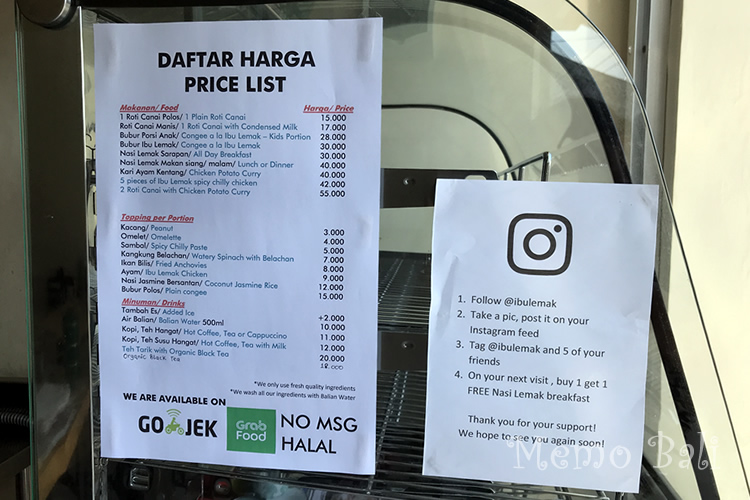 DAFTAR HARGA
PRICE LIST
Makanan/ Food Harga/ Price
1 Roti Canai Polos/ 1 Plain Roti Canai 15.000
Roti Canai Manis/ 1 Roti Canai with Condensed Milk 17.000
Bubur Porsi Anak/ Congee a la Ibu Lemak – Kids Portion 28.000
Bubur Ibu Lemak/ Congee a la Ibu Lemak 30.000
Nasi Lemak Sarapan/ All Day Breakfast 30.000
Nasi Lemak Makan siang/ malam/ Lunch or Dinner 40.000
Kari Ayam Kentang/ Chicken Potato Curry 40.000
5 pieces of Ibu Lemak spicy chilly chicken 42.000
2 Roti Canai with Chicken Potato Curry 55.000
Topping per Portion
Kacang/ Peanut 3.000
Omelet/ Omelette 4.000
Sambol/ Spicy Chilly Paste 5.000
Kangkung Belachan/ Watery Spinach with Belachan 7.000
Ikan Bilis/ Fried Anchovies 8.000
Ayam/ Ibu Lemak Chicken 9.000
Nasi Jasmine Bersantan/ Coconut Jasmine Rice 12.000
Bubur Polos/ Plain congee 15.000
Minuman/ Drinks
Tambah Es/ Added Ice +2.000
Air Balian/ Balian Water 500ml 10.000
Kopi, Teh Hangat/ Hot Coffee, Tea or Cappuccino 11.000
Kopi, Teh Susu Hangat/ Hot Coffee, Tea with Milk 12.000
Teh Tarik with Organic Black Tea 20.000
Organic Black Tea 18.000
*We only use fresh quality ingredients
*We wash all our ingredients with Balian Water
WE ARE AVAILABLE ON
GO JEK
Grab
Food
NO MSG
HALAL
1. Follow @ibulemak
2. Take a pic, post it on your
Instagram feed
3. Tag @ibulemak and 5 of your
friends
4. On your next visit , buy 1 get 1
FREE Nasi Lemak breakfast
Thank you for your support!
We hope to see you again soon!
Memo Bali